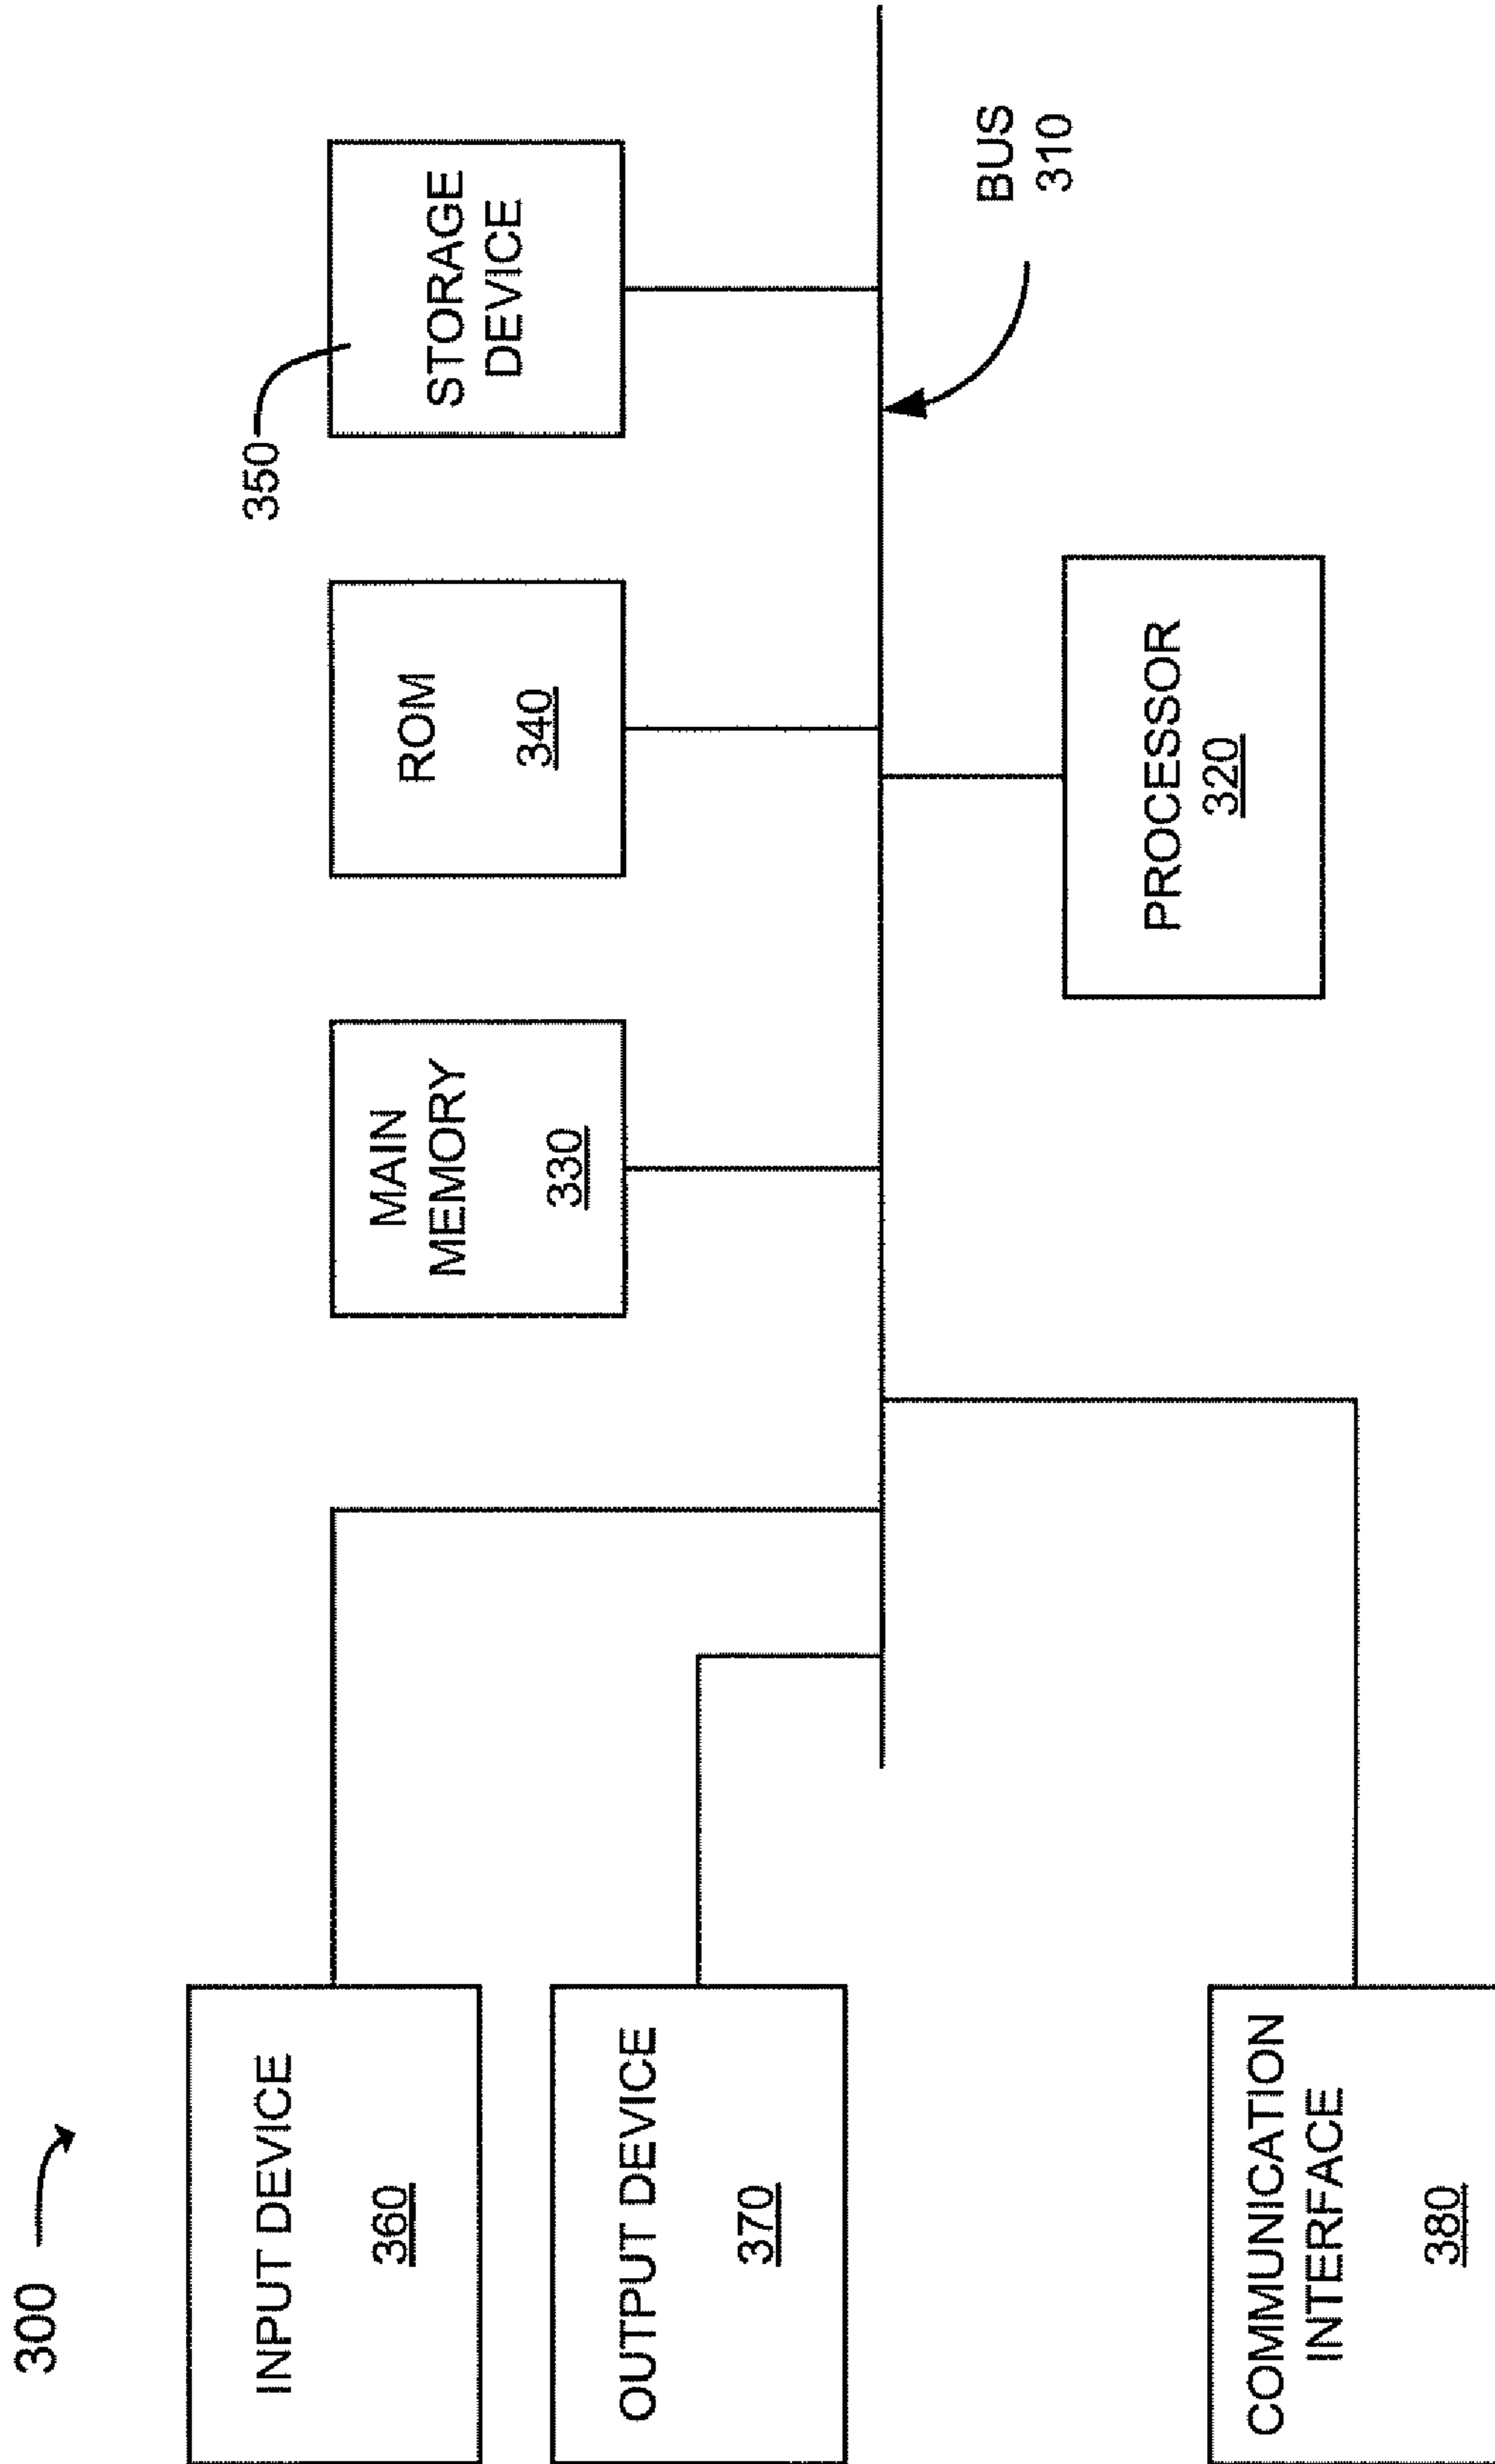 300
INPUT DEVICE
360
OUTPUT DEVICE
370
COMMUNICATION
INTERFACE
380
MAIN
MEMORY
330
ROM
340
350
STORAGE
DEVICE
PROCESSOR
320
BUS
310